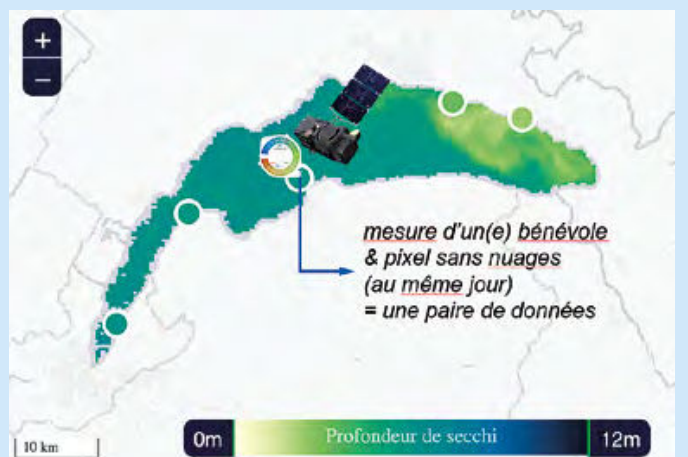 +
–
mesure d'un(e) bénévole
& pixel sans nuages
(au même jour)
= une paire de données
10 km
0m
Profondeur de secchi
12m